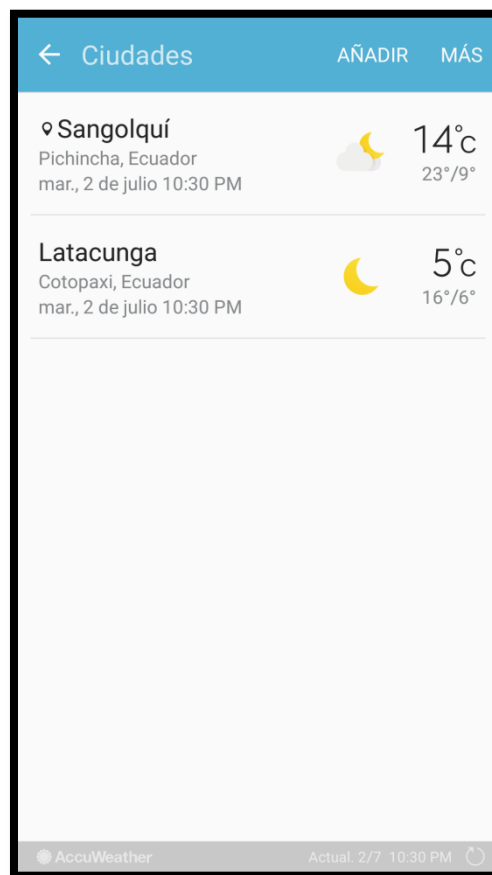 Ciudades AÑADIR MÁS
Sangolquí
Pichincha, Ecuador
mar., 2 de julio 10:30 PM
14°c
23°/9°
Latacunga
Cotopaxi, Ecuador
mar., 2 de julio 10:30 PM
5°c
16°/6°
AccuWeather Actual. 2/7 10:30 PM